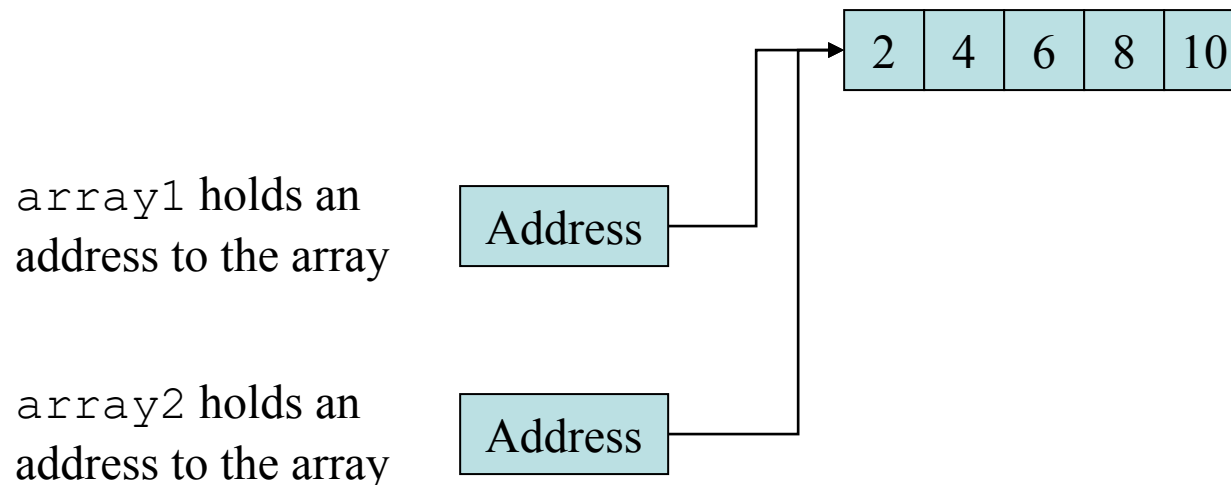 2 4 6 8 10
array1 holds an
address to the array
Address
array2 holds an
address to the array
Address